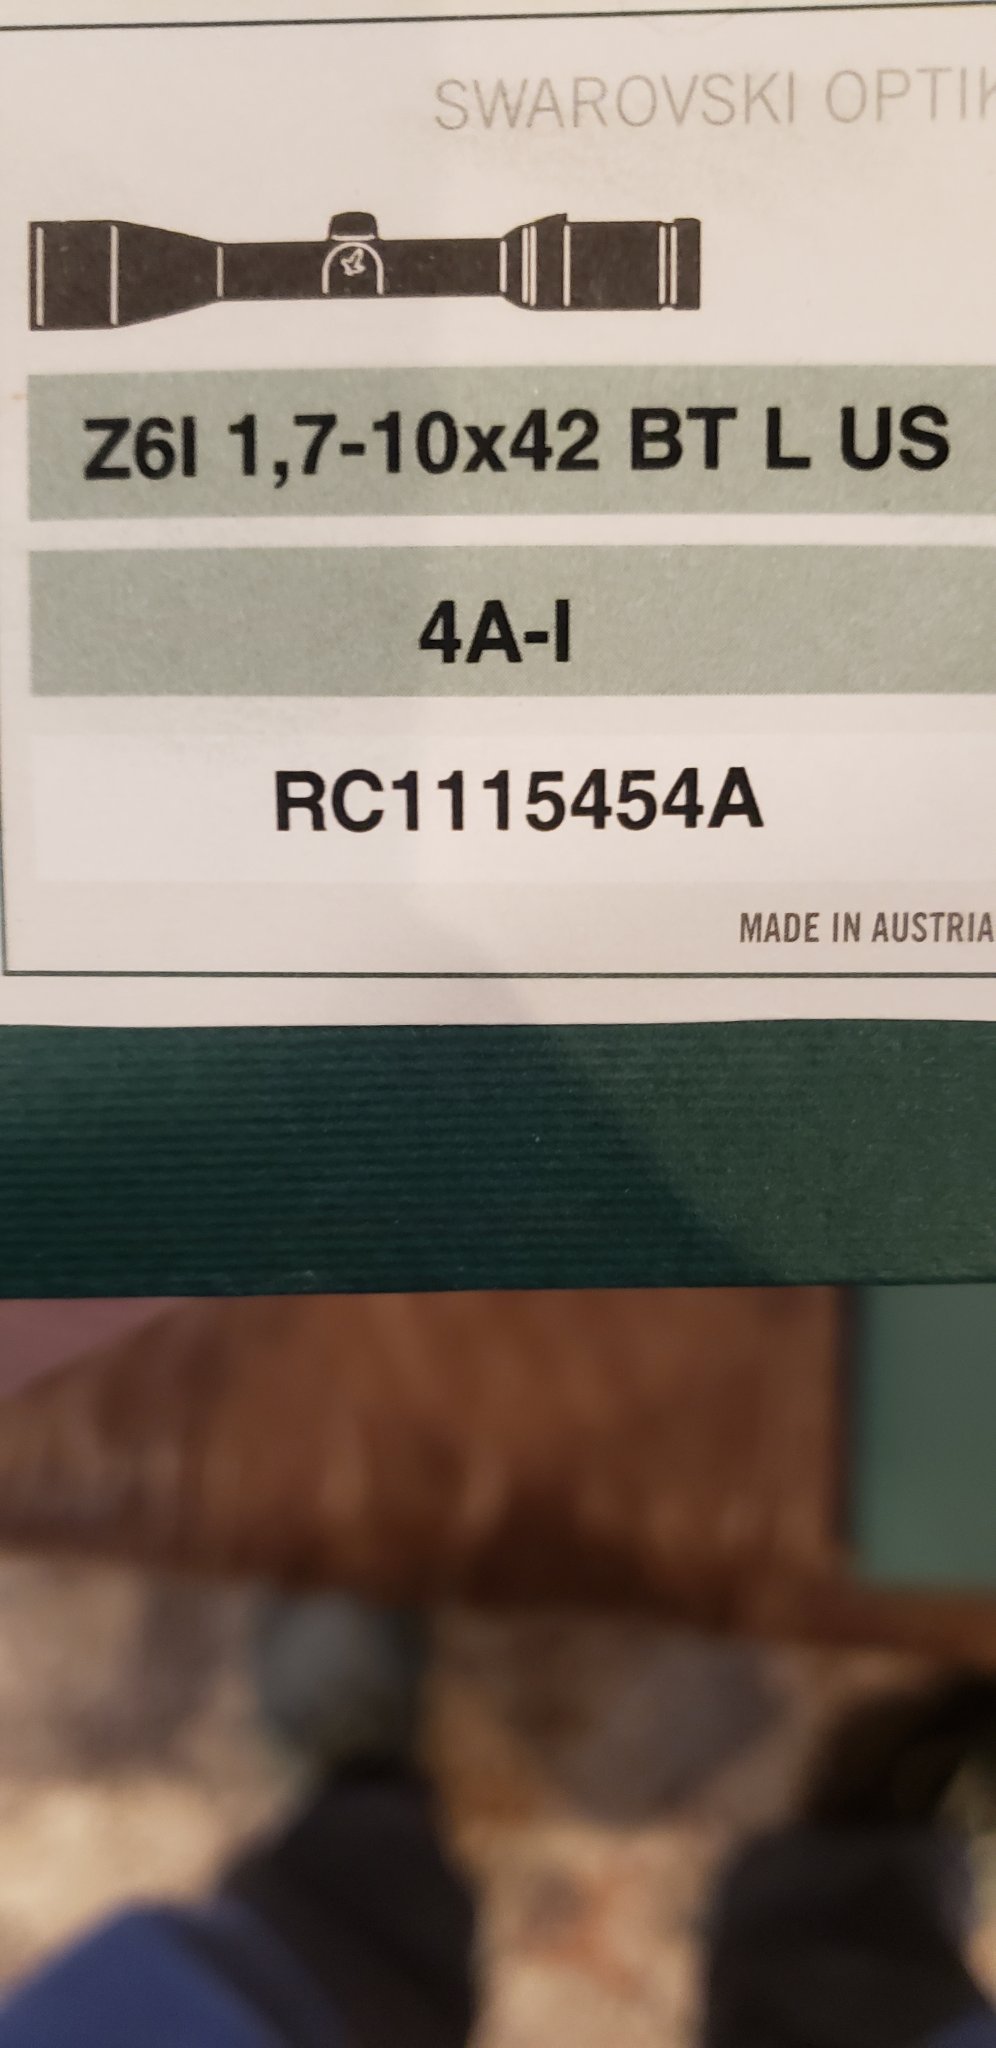 SWAROVSKI OPTIK
Z6I 1,7-10x42 BT L US
4A-I
RC1115454A
MADE IN AUSTRIA